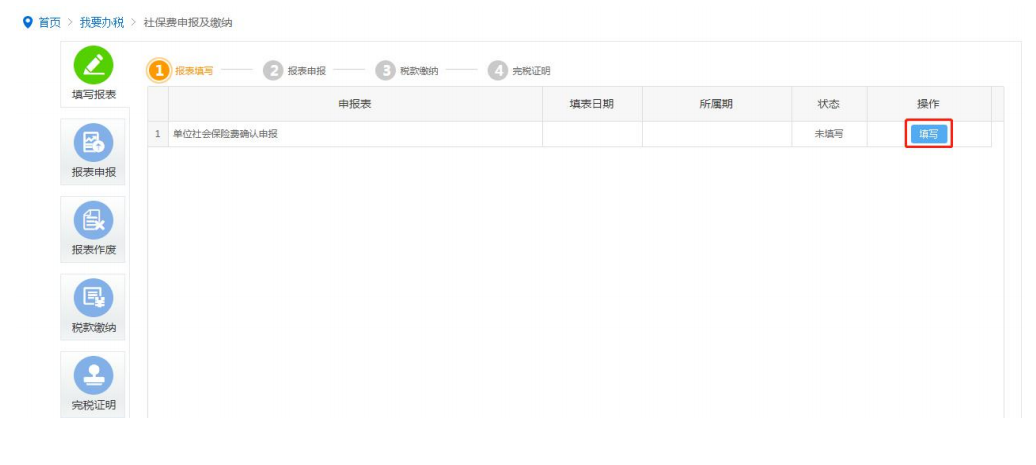 首页 > 我要办税 > 社保费申报及缴纳
填写报表
报表申报
报表作废
税款缴纳
完税证明
1 报表填写 2 报表申报 3 税款缴纳 4 完税证明
申报表 填表日期 所属期 状态 操作
1 单位社会保险费确认申报 未填写 填写